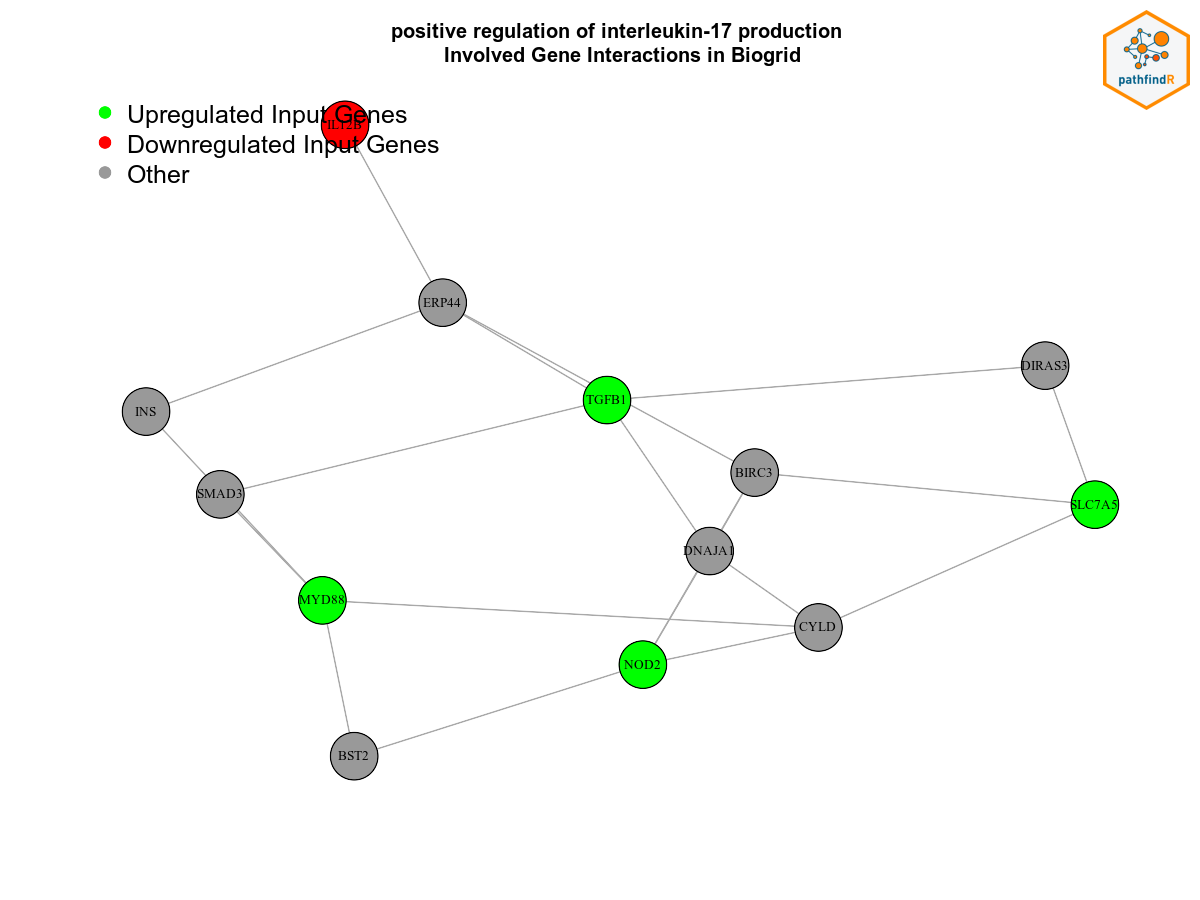 positive regulation of interleukin-17 production
Involved Gene Interactions in Biogrid
pathfindR
Upregulated Input Genes
IL12B
Downregulated Input Genes
Other
ERP44
DIRAS3
TGFB1
INS
BIRC3
SMAD3
SLC7A5
DNAJA1
MYD88
CYLD
NOD2
BST2